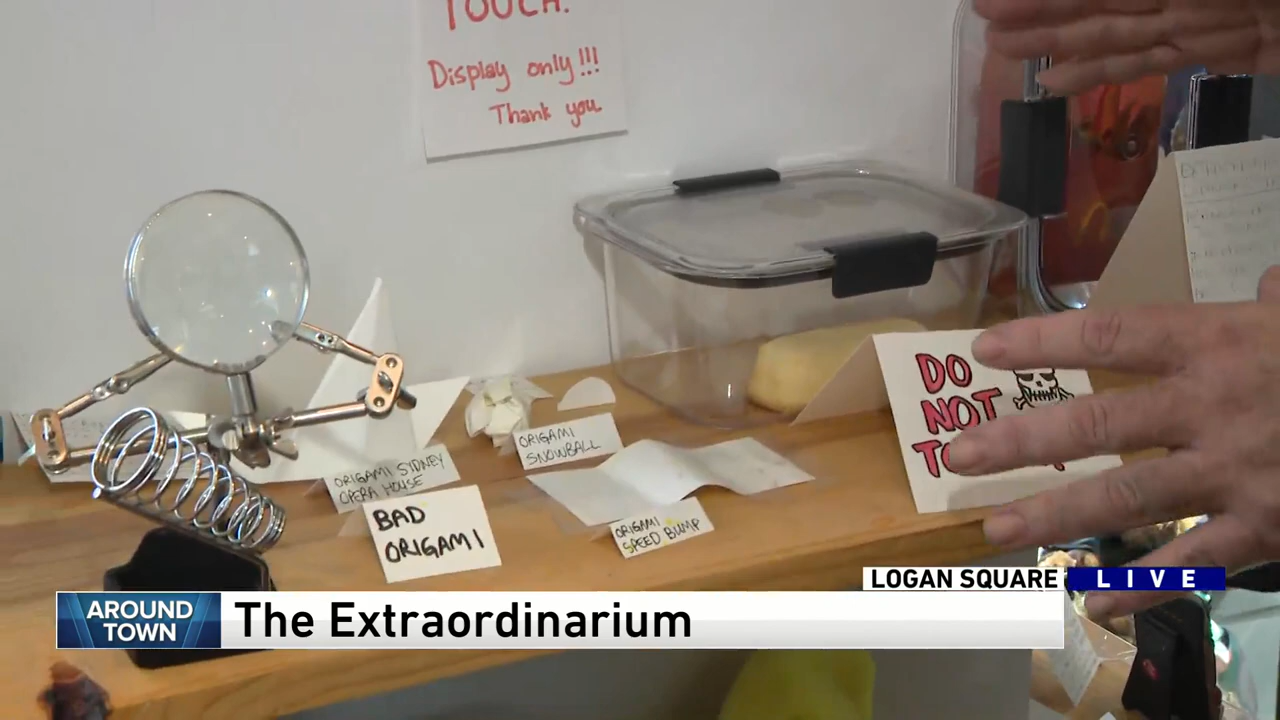 TOUCH.
Display only!!!
Thank you
ORIGAMI
SNOWBALL
ORIGAMI SIDNEY
OPERA HOUSE
BAD
ORIGAMI
ORIGAMI
SPEED BUMP
DO
NOT
LOGAN SQUARE
LIVE
AROUND
TOWN
The Extraordinarium